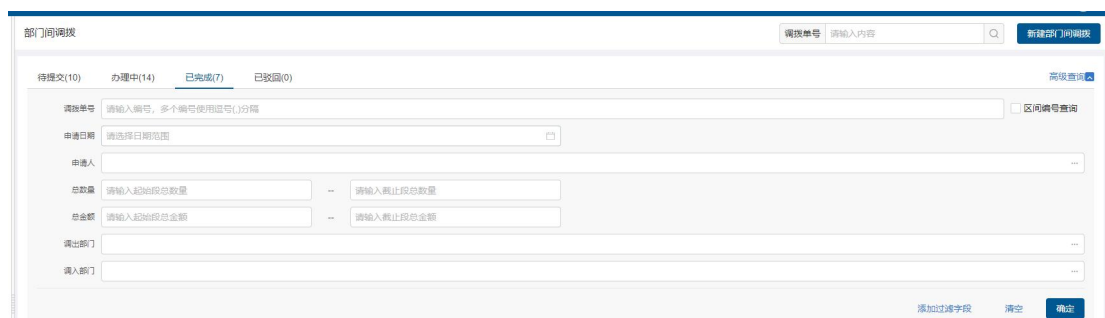 部门间调拨
调拨单号 请输入内容 新建部门间调拨
待提交(10) 办理中(14) 已完成(7) 已驳回(0) 高级查询
调拨单号 请输入编号，多个编号使用逗号(,)分隔 区间编号查询
申请日期 请选择日期范围
申请人 ...
总数量 请输入起始段总数量 -- 请输入截止段总数量
总金额 请输入起始段总金额 -- 请输入截止段总金额
调出部门 ...
调入部门 ...
添加过滤字段 清空 确定